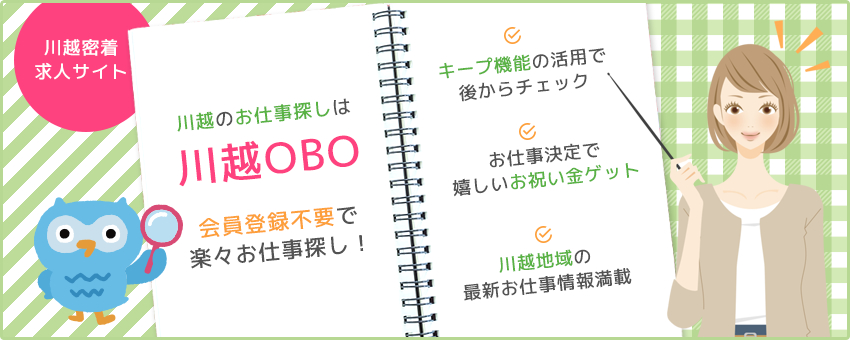 川越密着
求人サイト
川越のお仕事探しは
川越OBO
会員登録不要で
楽々お仕事探し！
キープ機能の活用で
後からチェック
お仕事決定で
嬉しいお祝い金ゲット
川越地域の
最新お仕事情報満載